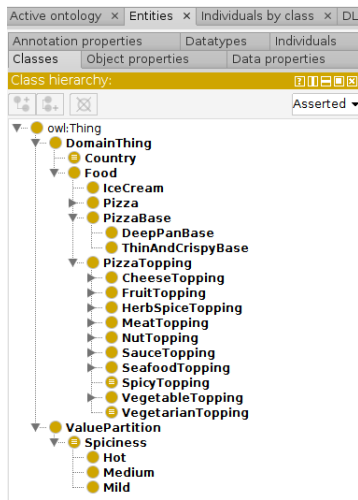 Active ontology × Entities × Individuals by class × DL
Annotation properties Datatypes Individuals
Classes Object properties Data properties
Class hierarchy:
Asserted
owl:Thing
DomainThing
Country
Food
IceCream
Pizza
PizzaBase
DeepPanBase
ThinAndCrispyBase
PizzaTopping
CheeseTopping
FruitTopping
HerbSpiceTopping
MeatTopping
NutTopping
SauceTopping
SeafoodTopping
SpicyTopping
VegetableTopping
VegetarianTopping
ValuePartition
Spiciness
Hot
Medium
Mild